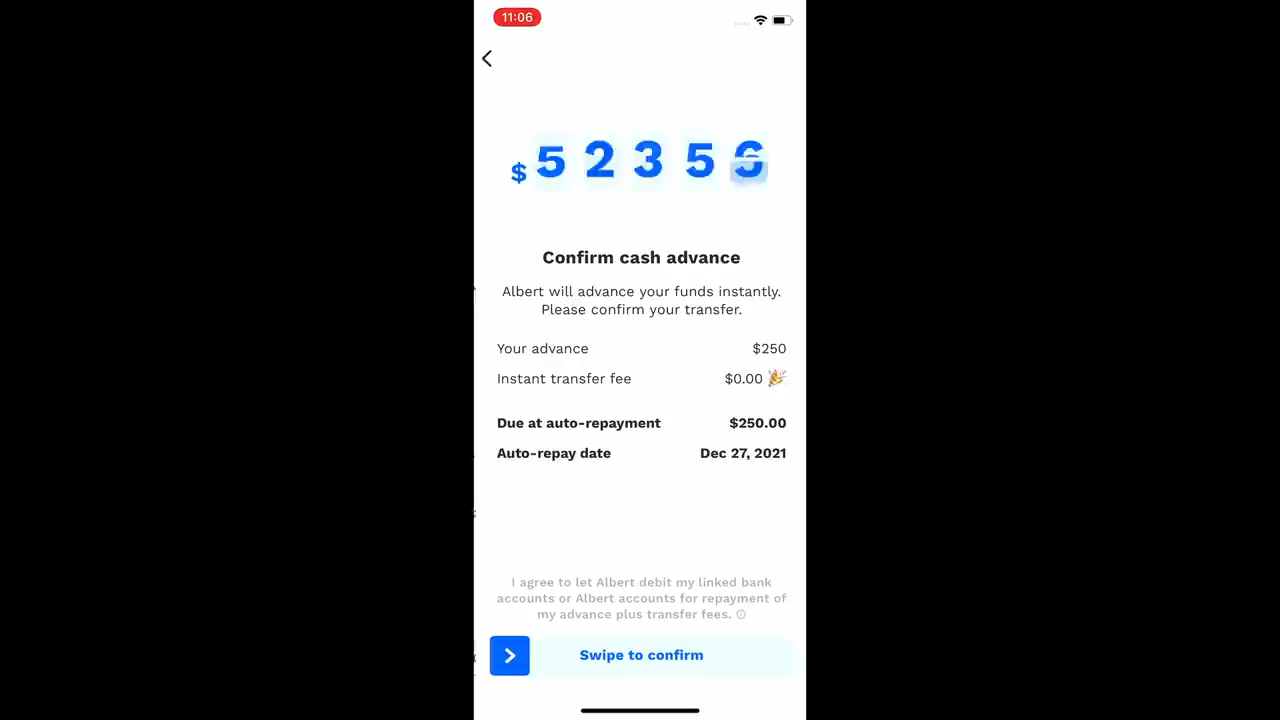 11:06
$ 5 2 3 5
Confirm cash advance
Albert will advance your funds instantly.
Please confirm your transfer.
Your advance $250
Instant transfer fee $0.00 🎉
Due at auto-repayment $250.00
Auto-repay date Dec 27, 2021
I agree to let Albert debit my linked bank
accounts or Albert accounts for repayment of
my advance plus transfer fees. ⓘ
Swipe to confirm